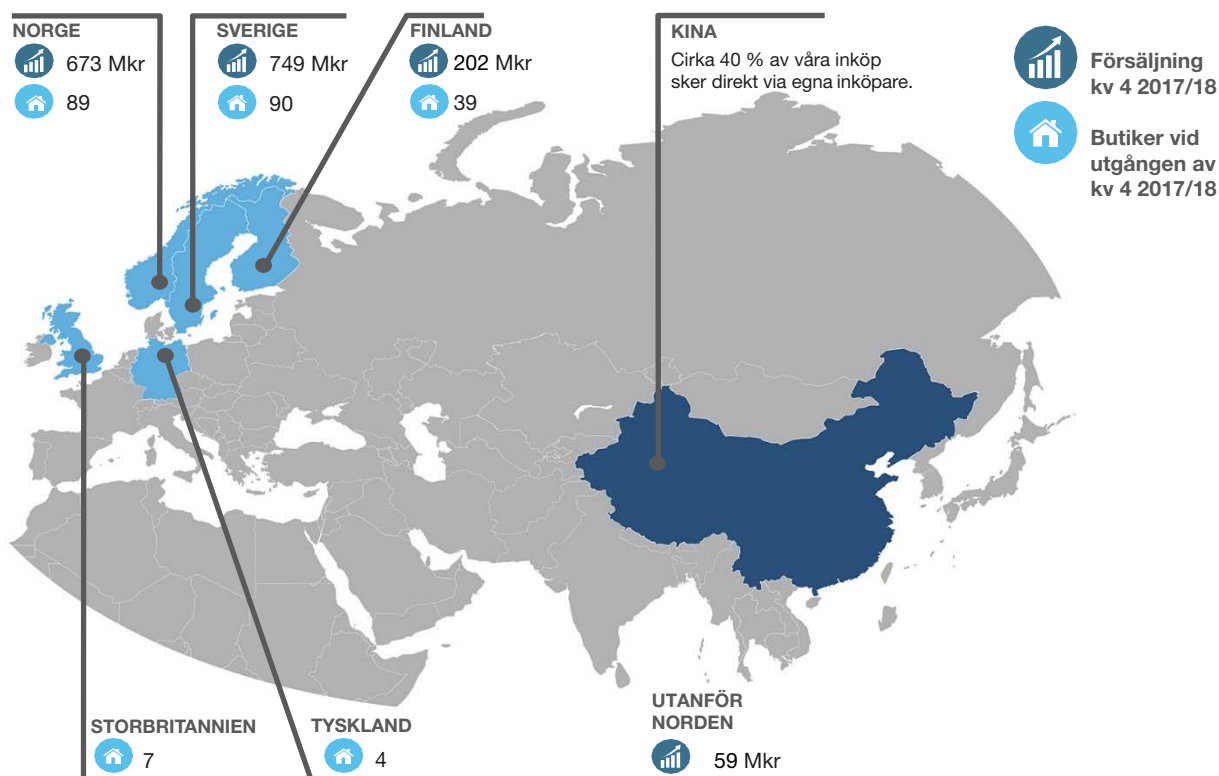 NORGE
673 Mkr
89
SVERIGE
749 Mkr
90
FINLAND
202 Mkr
39
KINA
Cirka 40 % av våra inköp
sker direkt via egna inköpare.
Försäljning
kv 4 2017/18
Butiker vid
utgången av
kv 4 2017/18
STORBRITANNIEN
7
TYSKLAND
4
UTANFÖR
NORDEN
59 Mkr